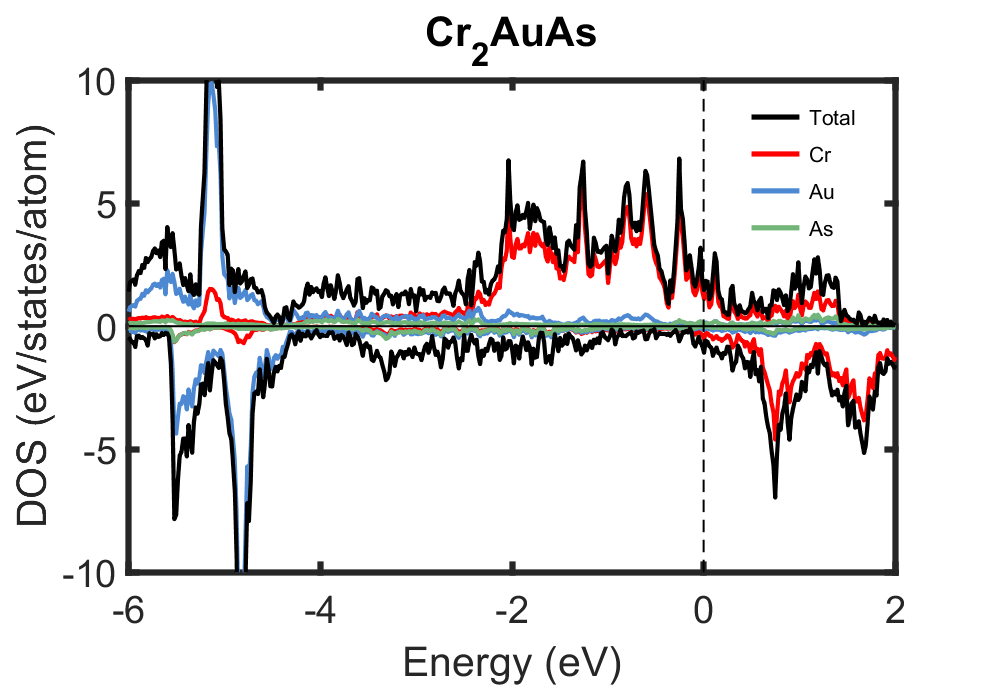 Cr₂AuAs
10
5
0
-5
-10
DOS (eV/states/atom)
Total
Cr
Au
As
-6 -4 -2 0 2
Energy (eV)